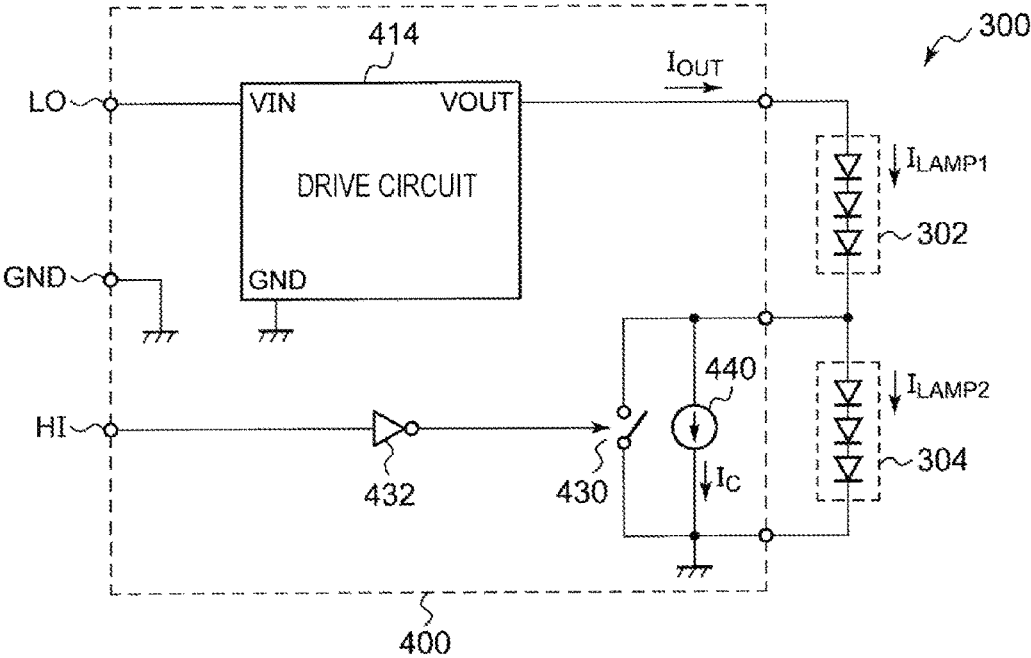 300
414
IOUT
LO
VIN
VOUT
DRIVE CIRCUIT
ILAMP1
302
GND
GND
440
ILAMP2
HI
304
432
430
IC
400